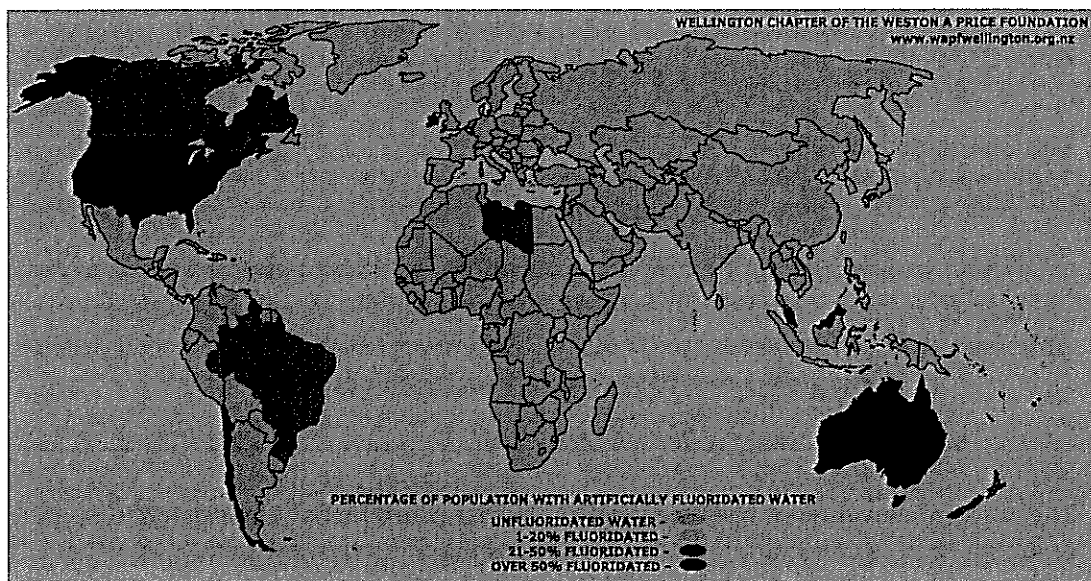 WELLINGTON CHAPTER OF THE WESTON A PRICE FOUNDATION
www.wapfwellington.org.nz
PERCENTAGE OF POPULATION WITH ARTIFICIALLY FLUORIDATED WATER
UNFLUORIDATED WATER -
1-20% FLUORIDATED -
21-50% FLUORIDATED -
OVER 50% FLUORIDATED -